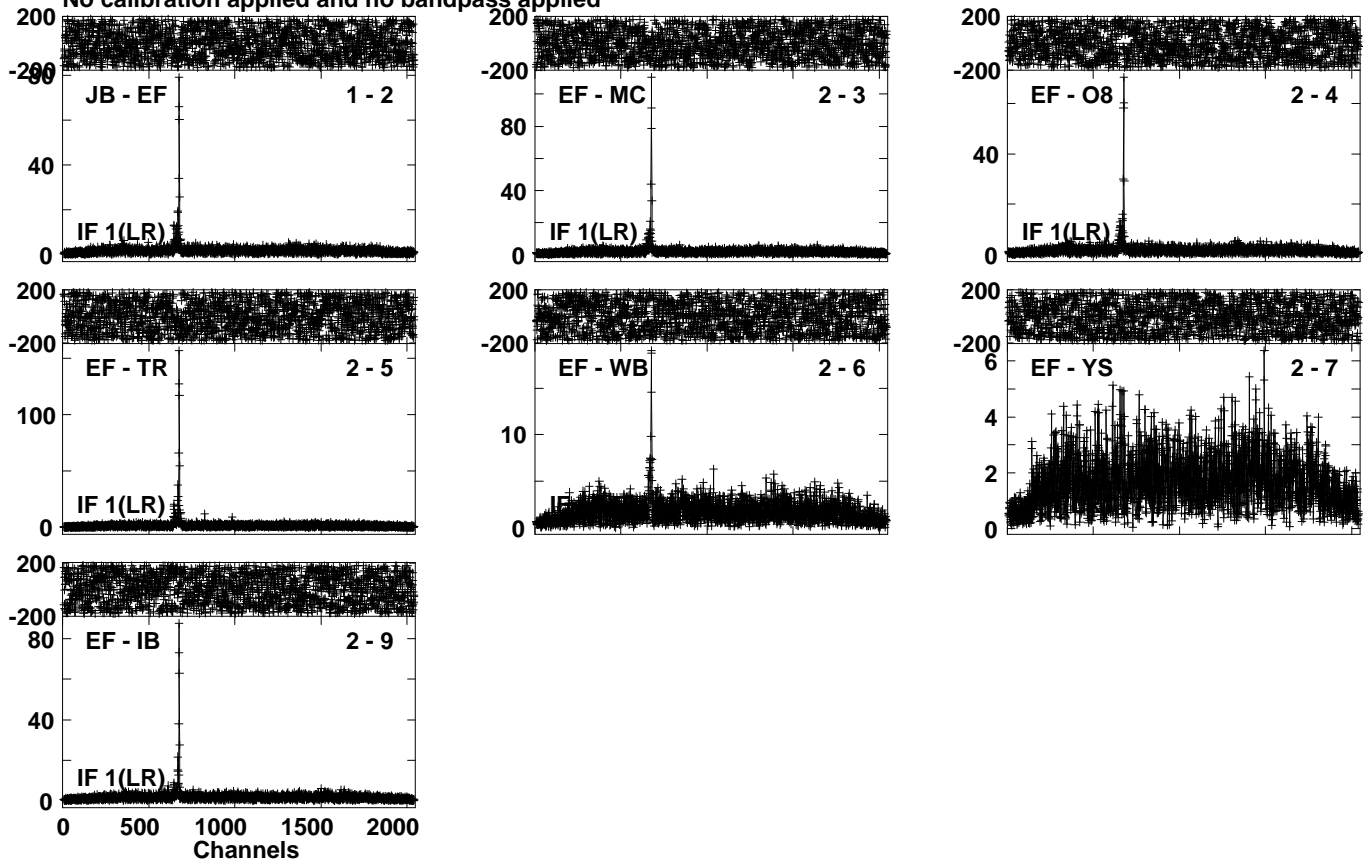 No calibration applied and no bandpass applied
200
-200
80
40
0
JB - EF 1 - 2
IF 1(LR)
200
-200
80
40
0
EF - MC 2 - 3
IF 1(LR)
200
-200
40
0
EF - O8 2 - 4
IF 1(LR)
200
-200
100
0
EF - TR 2 - 5
IF 1(LR)
200
-200
10
0
EF - WB 2 - 6
200
-200
6
4
2
0
EF - YS 2 - 7
200
-200
80
40
0
EF - IB 2 - 9
IF 1(LR)
0 500 1000 1500 2000
Channels